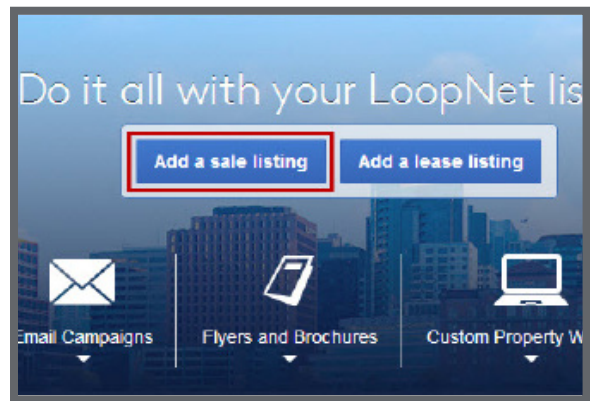 Do it all with your LoopNet lis
Add a sale listing Add a lease listing
Email Campaigns Flyers and Brochures Custom Property W